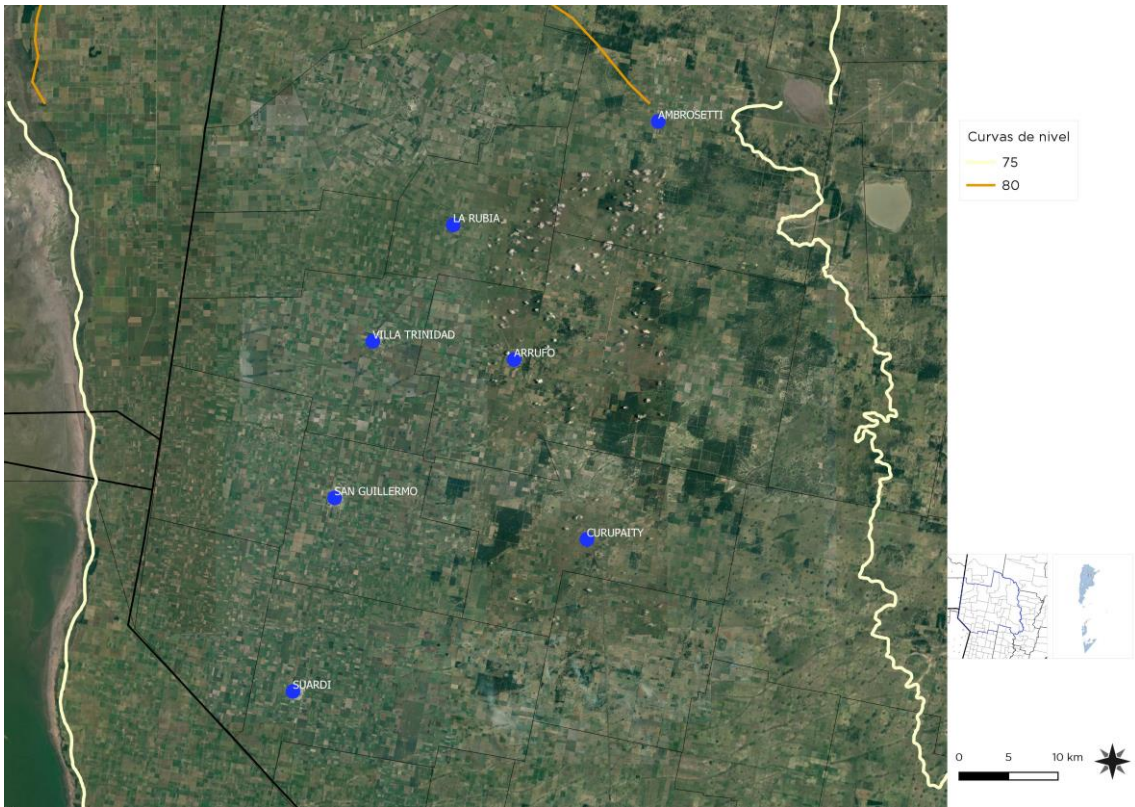 AMBROSETTI
LA RUBIA
VILLA TRINIDAD
ARRUFO
SAN GUILLERMO
CURUPAITY
SUARDI
Curvas de nivel
75
80
0 5 10 km